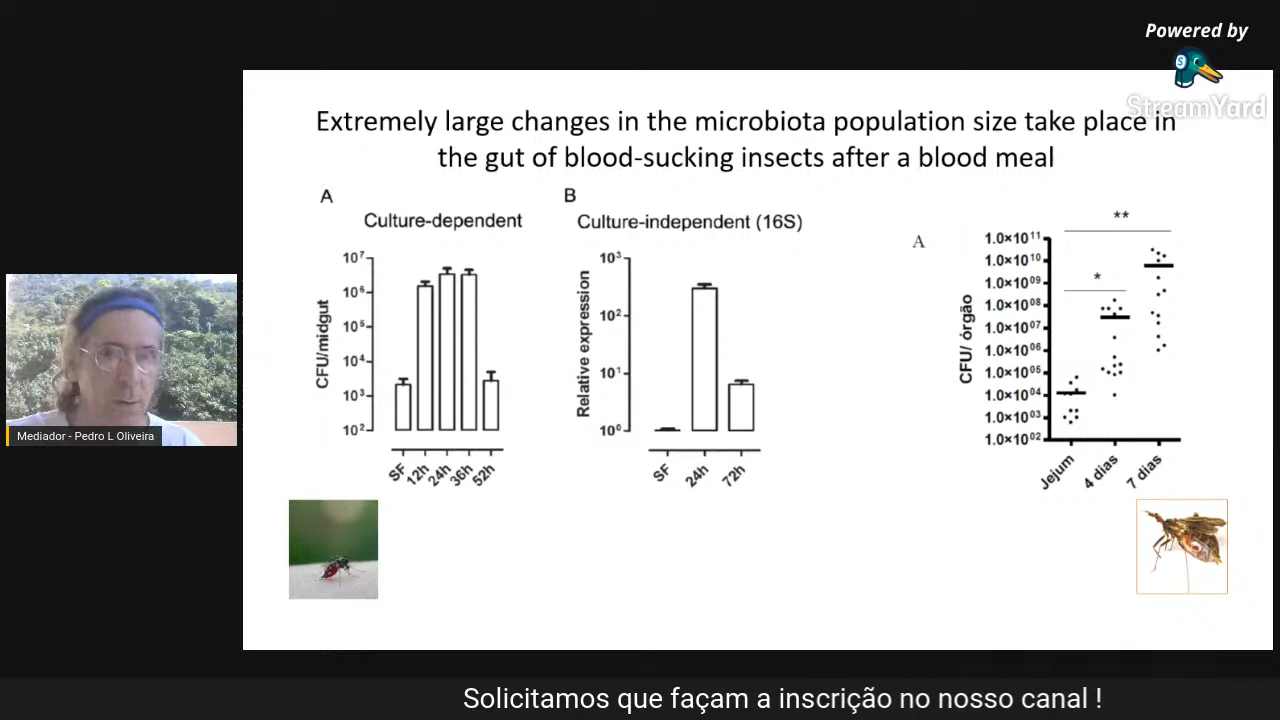 Powered by
StreamYard
Extremely large changes in the microbiota population size take place in
the gut of blood-sucking insects after a blood meal
A
Culture-dependent
CFU/midgut
10⁷
10⁶
10⁵
10⁴
10³
10²
SF
12h
24h
36h
52h
B
Culture-independent (16S)
Relative expression
10³
10²
10¹
10⁰
SF
24h
72h
A
**
*
CFU/ órgão
1.0×10¹¹
1.0×10¹⁰
1.0×10⁰⁹
1.0×10⁰⁸
1.0×10⁰⁷
1.0×10⁰⁶
1.0×10⁰⁵
1.0×10⁰⁴
1.0×10⁰³
1.0×10⁰²
Jejum
4 dias
7 dias
Mediador - Pedro L Oliveira
Solicitamos que façam a inscrição no nosso canal !